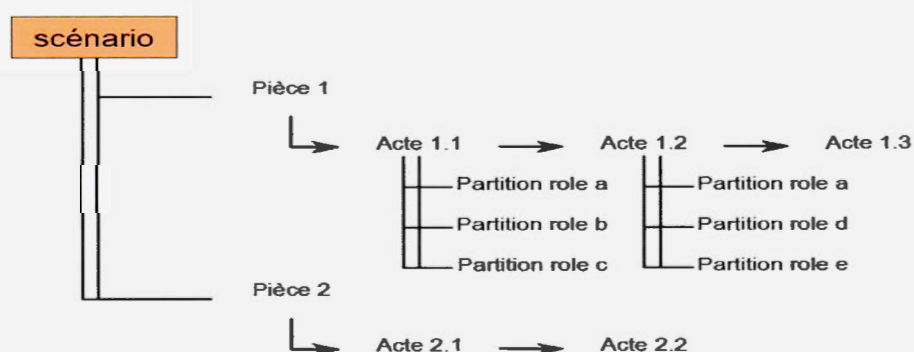 scénario
Pièce 1
Acte 1.1 Acte 1.2 Acte 1.3
Partition role a Partition role a
Partition role b Partition role d
Partition role c Partition role e
Pièce 2
Acte 2.1 Acte 2.2